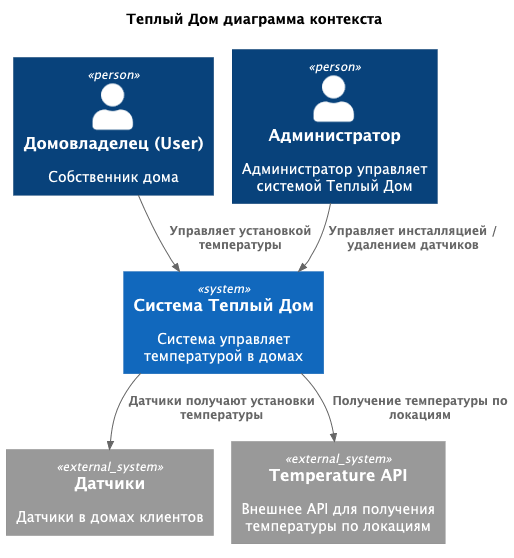 Теплый Дом диаграмма контекста
«person»
Домовладелец (User)
Собственник дома
«person»
Администратор
Администратор управляет
системой Теплый Дом
Управляет установкой
температуры
Управляет инсталляцией /
удалением датчиков
«system»
Система Теплый Дом
Система управляет
температурой в домах
Датчики получают установки
температуры
Получение температуры по
локациям
«external_system»
Датчики
Датчики в домах клиентов
«external_system»
Temperature API
Внешнее API для получения
температуры по локациям